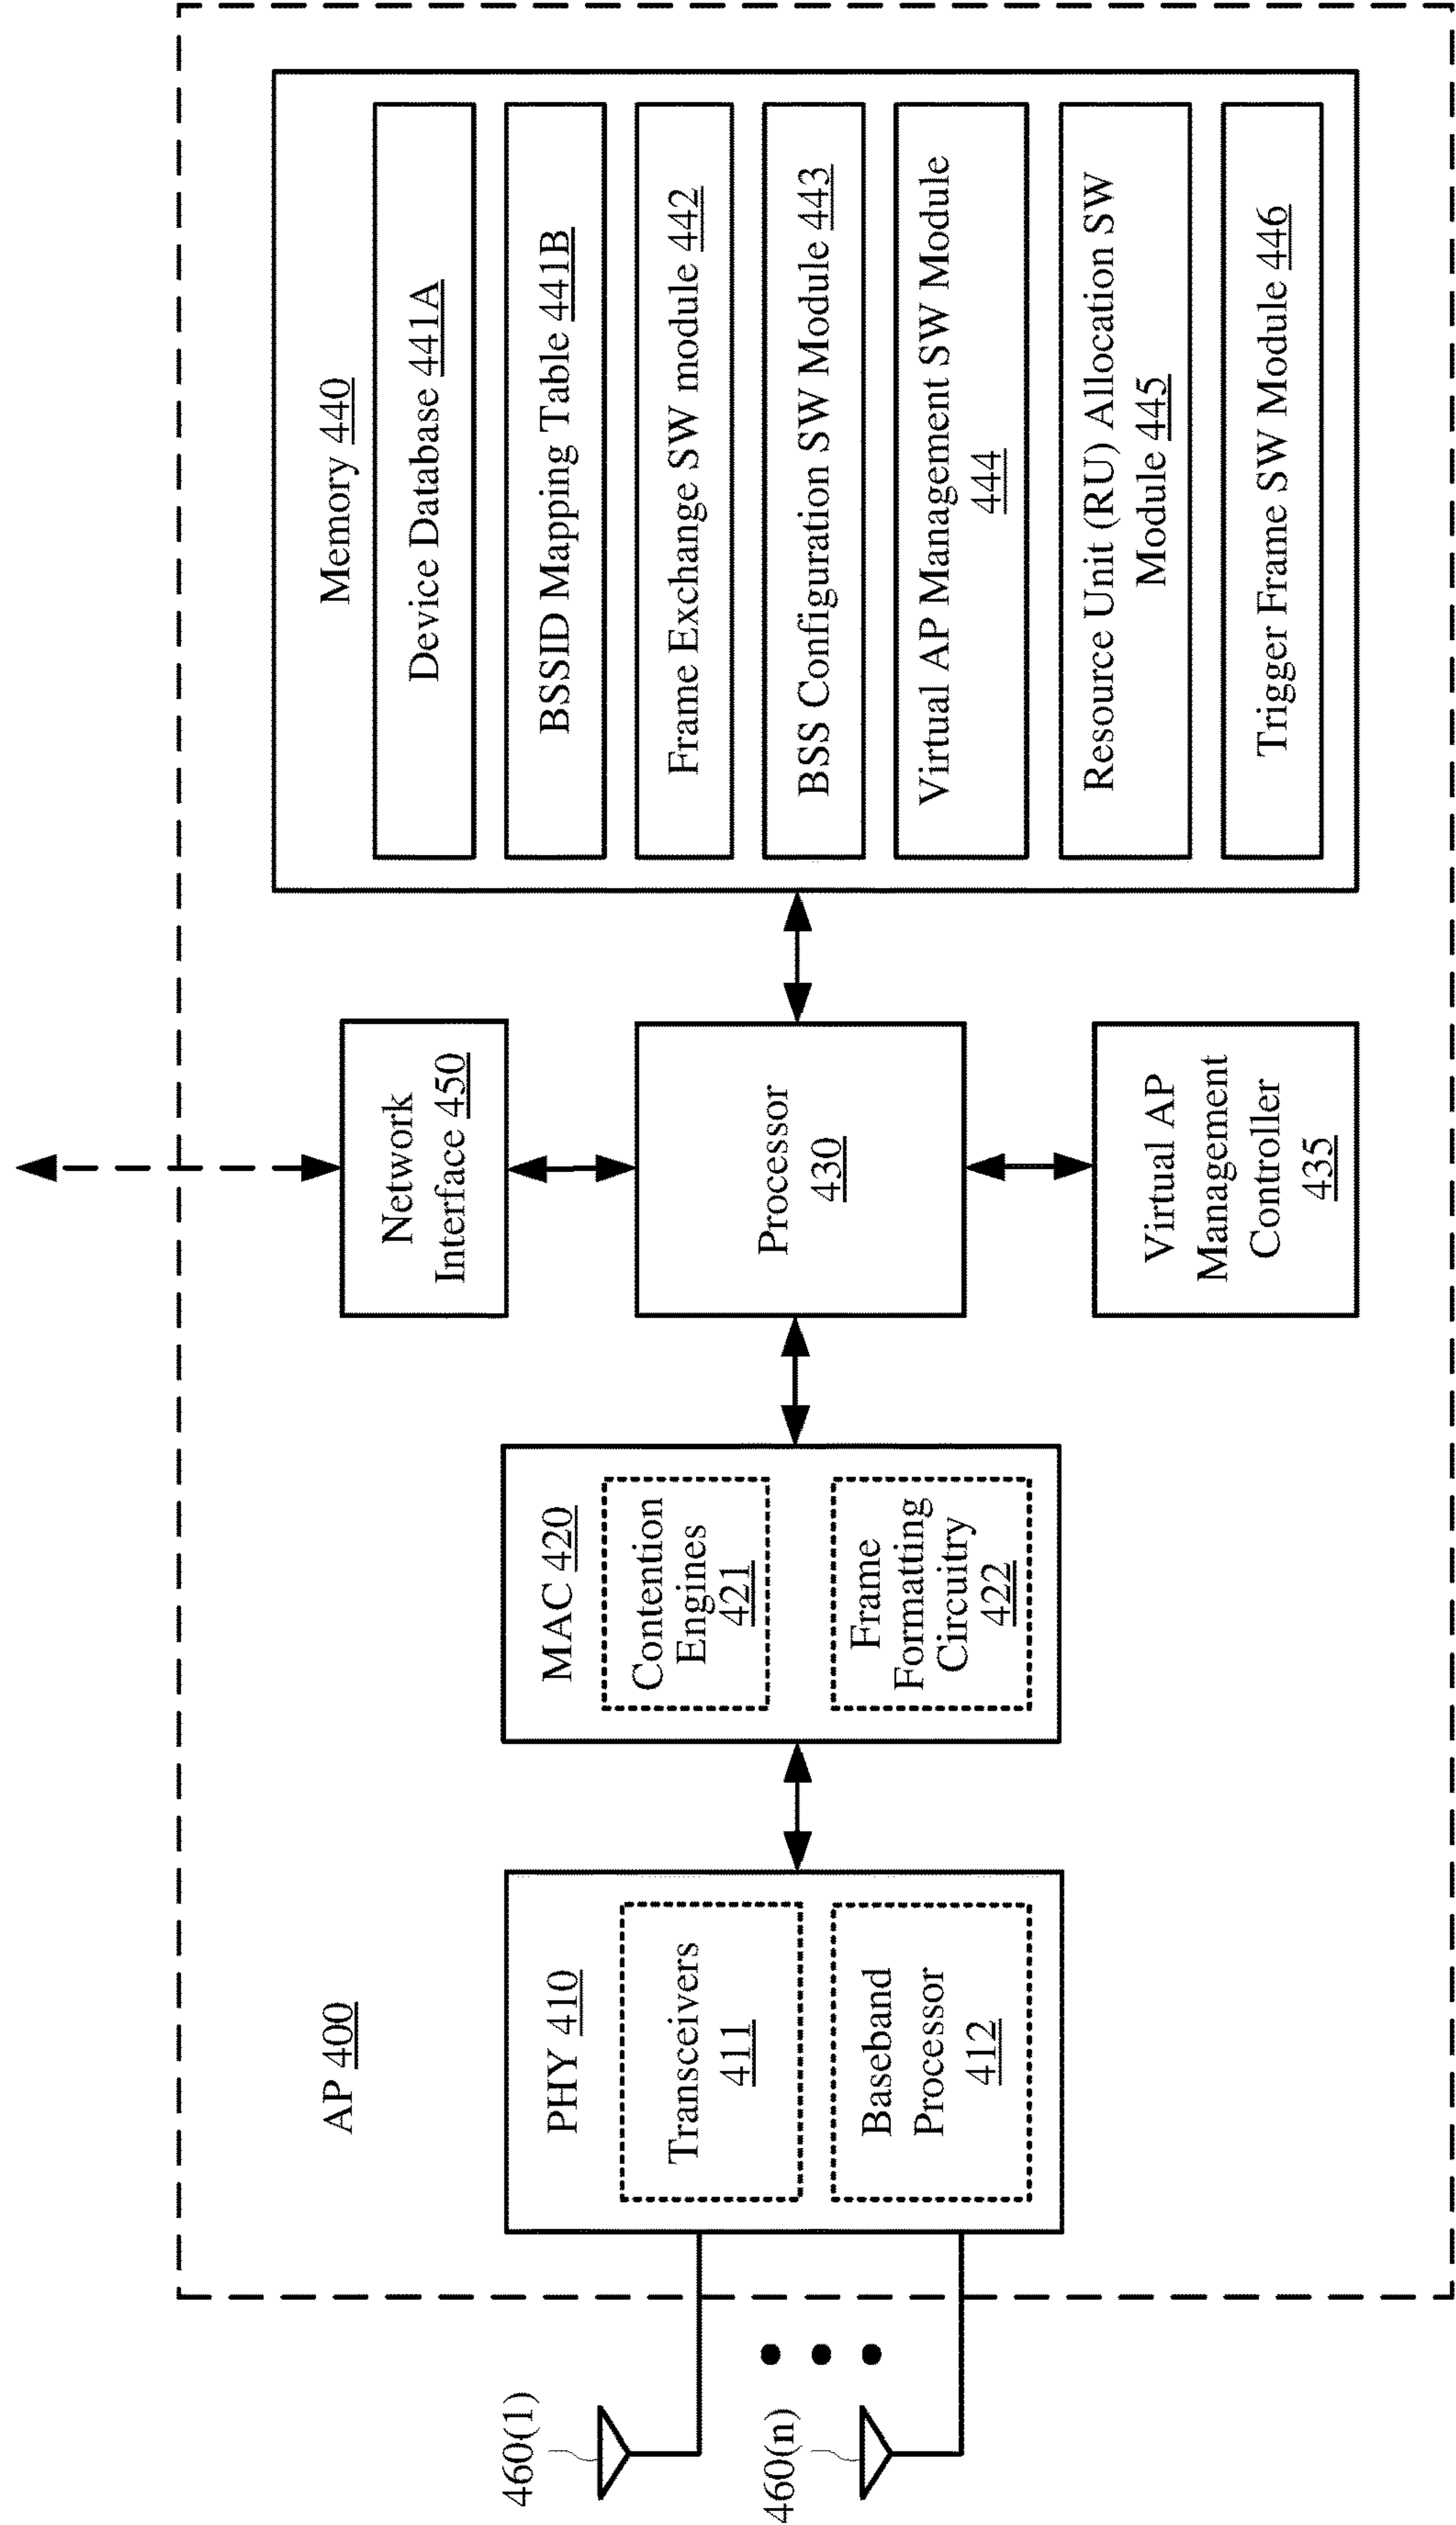 AP 400
460(1)
460(n)
PHY 410
Transceivers
411
Baseband
Processor
412
MAC 420
Contention
Engines
421
Frame
Formatting
Circuitry
422
Network
Interface 450
Processor
430
Virtual AP
Management
Controller
435
Memory 440
Device Database 441A
BSSID Mapping Table 441B
Frame Exchange SW module 442
BSS Configuration SW Module 443
Virtual AP Management SW Module
444
Resource Unit (RU) Allocation SW
Module 445
Trigger Frame SW Module 446